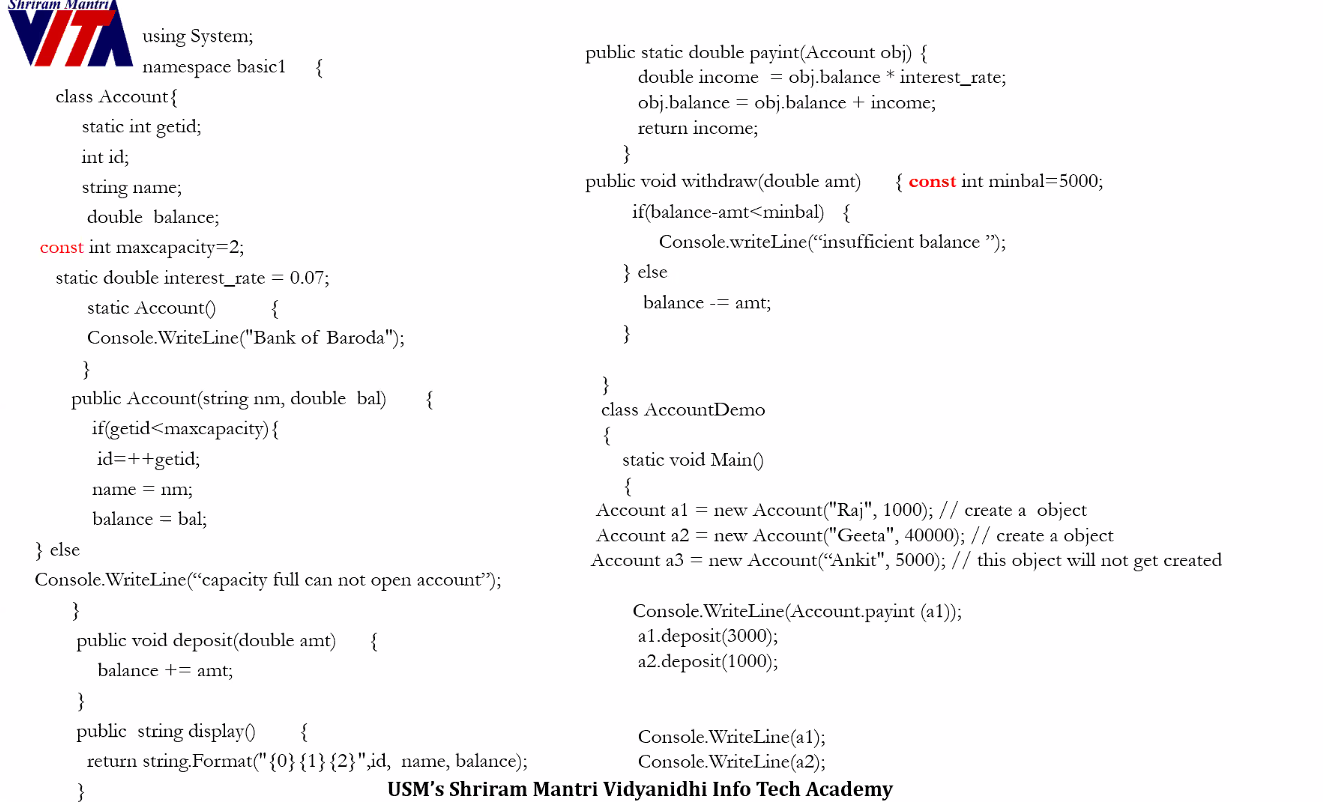 Shriram Mantri
VITA
using System;
namespace basic1 {
class Account{
static int getid;
int id;
string name;
double balance;
const int maxcapacity=2;
static double interest_rate = 0.07;
static Account() {
Console.WriteLine("Bank of Baroda");
}
public Account(string nm, double bal) {
if(getid<maxcapacity){
id=++getid;
name = nm;
balance = bal;
} else
Console.WriteLine(“capacity full can not open account”);
}
public void deposit(double amt) {
balance += amt;
}
public string display() {
return string.Format("{0}{1}{2}",id, name, balance);
}
public static double payint(Account obj) {
double income = obj.balance * interest_rate;
obj.balance = obj.balance + income;
return income;
}
public void withdraw(double amt) { const int minbal=5000;
if(balance-amt<minbal) {
Console.writeLine(“insufficient balance ”);
} else
balance -= amt;
}
}
class AccountDemo
{
static void Main()
{
Account a1 = new Account("Raj", 1000); // create a object
Account a2 = new Account("Geeta", 40000); // create a object
Account a3 = new Account(“Ankit", 5000); // this object will not get created
Console.WriteLine(Account.payint (a1));
a1.deposit(3000);
a2.deposit(1000);
Console.WriteLine(a1);
Console.WriteLine(a2);
USM’s Shriram Mantri Vidyanidhi Info Tech Academy